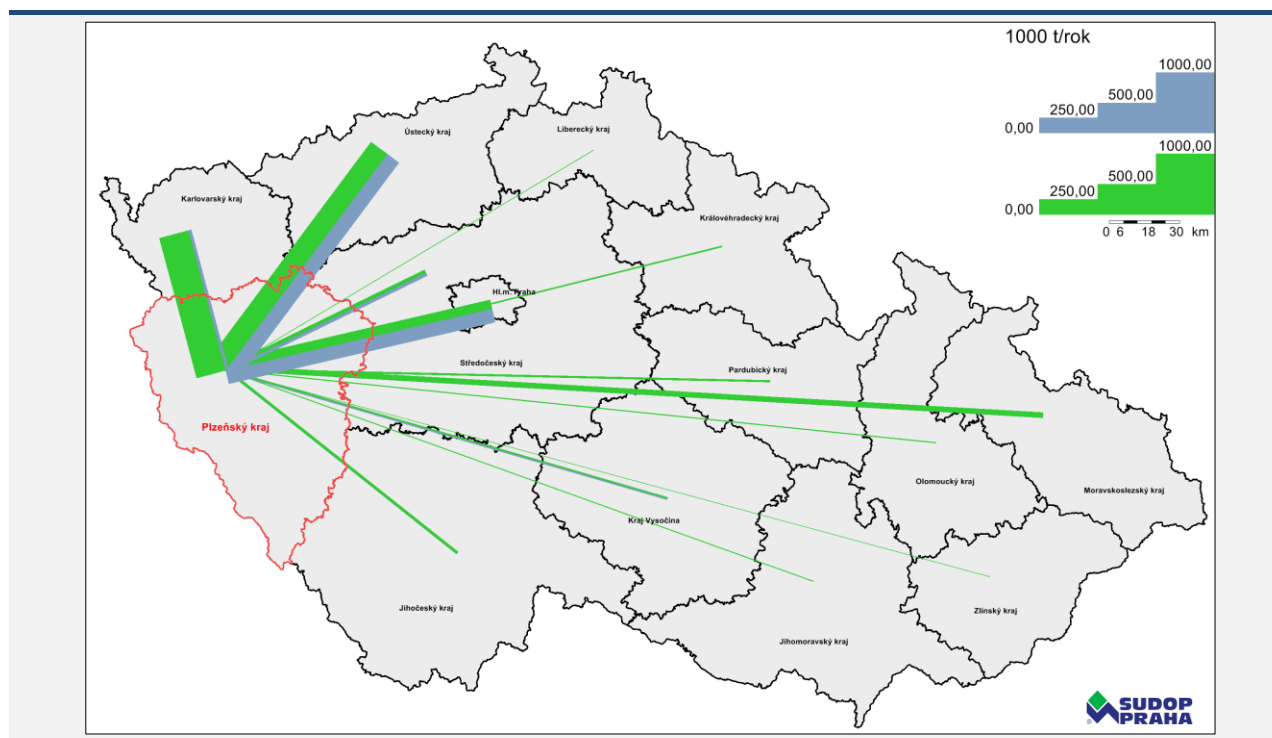 1000 t/rok
1000,00
500,00
250,00
0,00
1000,00
500,00
250,00
0,00
0 6 18 30 km
Ústecký kraj
Liberecký kraj
Karlovarský kraj
Královéhradecký kraj
Hl.m. Praha
Středočeský kraj
Pardubický kraj
Plzeňský kraj
Olomoucký kraj
Moravskoslezský kraj
Kraj Vysočina
Jihočeský kraj
Zlínský kraj
Jihomoravský kraj
SUDOP
PRAHA